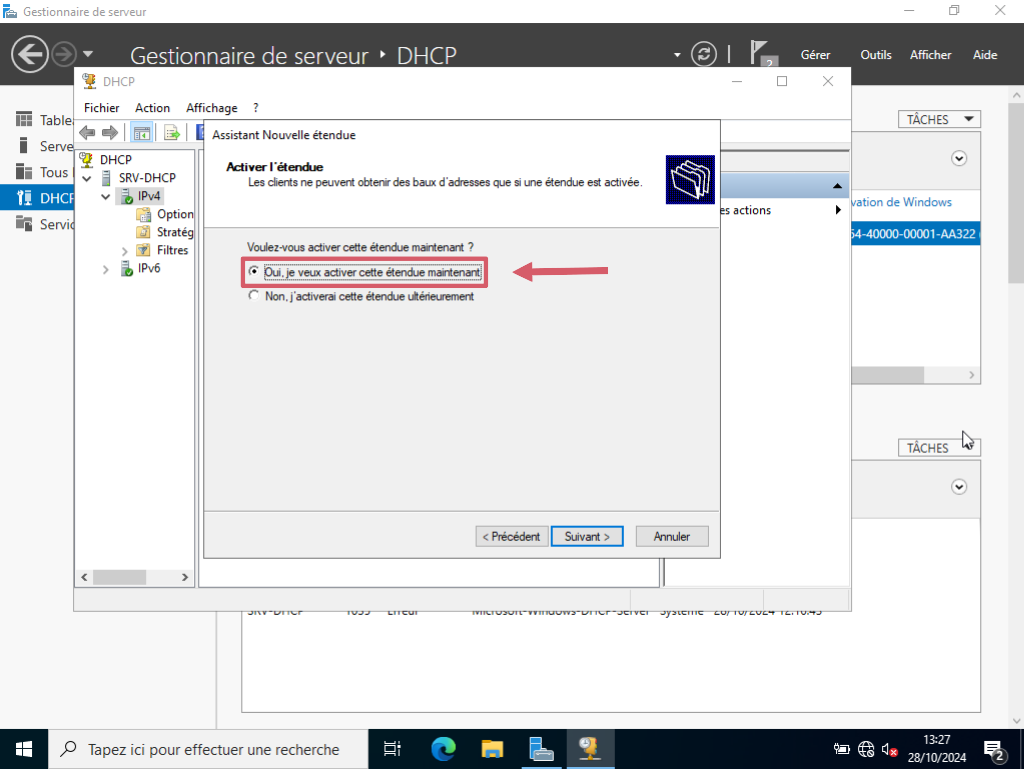 Gestionnaire de serveur
Gestionnaire de serveur ‣ DHCP
2
Gérer
Outils
Afficher
Aide
DHCP
Fichier Action Affichage ?
TÂCHES
Assistant Nouvelle étendue
DHCP
SRV-DHCP
IPv4
Option
Stratég
Filtres
IPv6
Activer l'étendue
Les clients ne peuvent obtenir des baux d'adresses que si une étendue est activée.
Voulez-vous activer cette étendue maintenant ?
Oui, je veux activer cette étendue maintenant
Non, j'activerai cette étendue ultérieurement
< Précédent
Suivant >
Annuler
es actions
vation de Windows
54-40000-00001-AA322
TÂCHES
Table
Serve
Tous
DHCP
Servic
SRV-DHCP 1059 Erreur Microsoft-Windows-DHCP-Server Système 28/10/2024 12:16:43
Tapez ici pour effectuer une recherche
13:27
28/10/2024
2